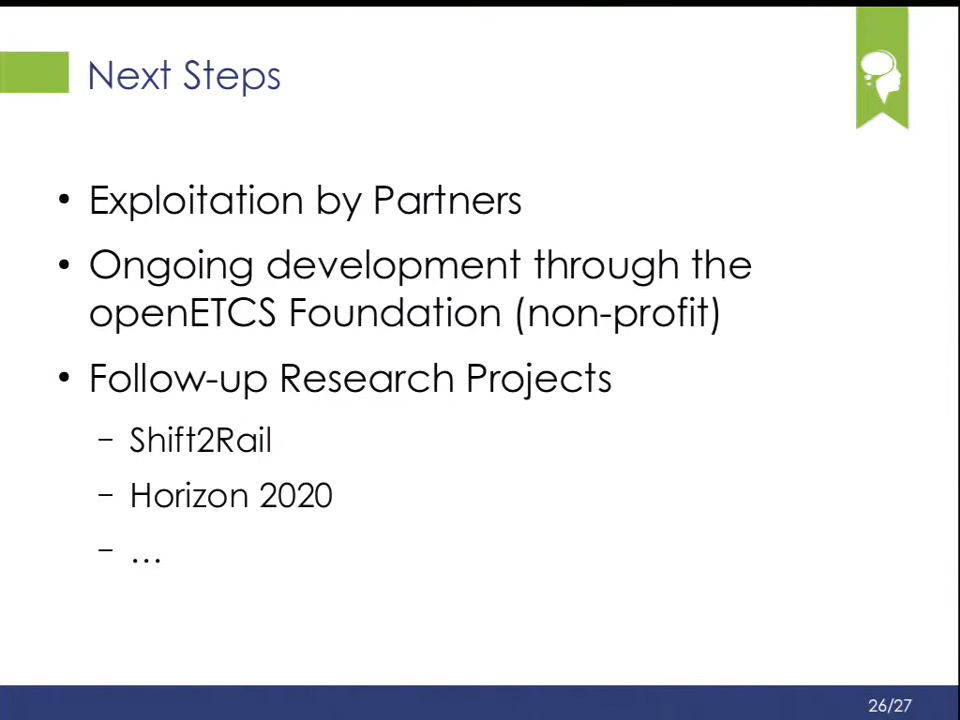 Next Steps
• Exploitation by Partners
• Ongoing development through the
openETCS Foundation (non-profit)
• Follow-up Research Projects
– Shift2Rail
– Horizon 2020
– …
26/27